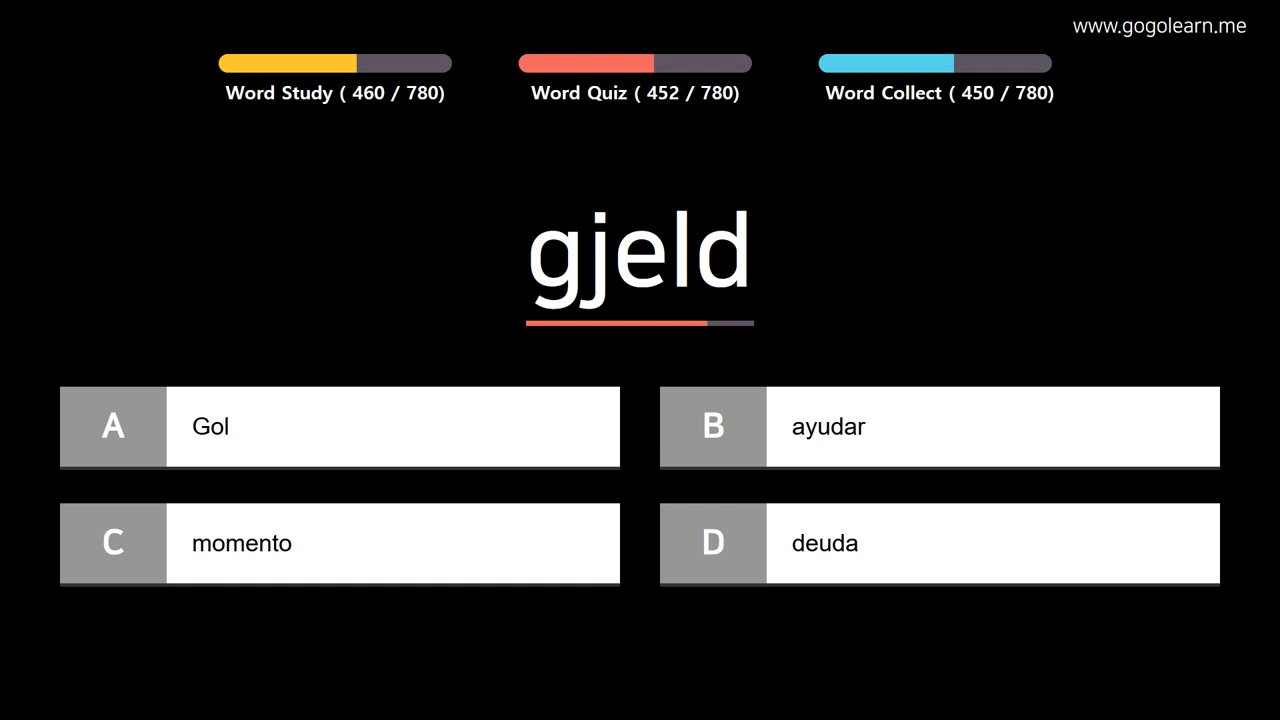 www.gogolearn.me
Word Study ( 460 / 780)
Word Quiz ( 452 / 780)
Word Collect ( 450 / 780)
gjeld
A Gol
B ayudar
C momento
D deuda